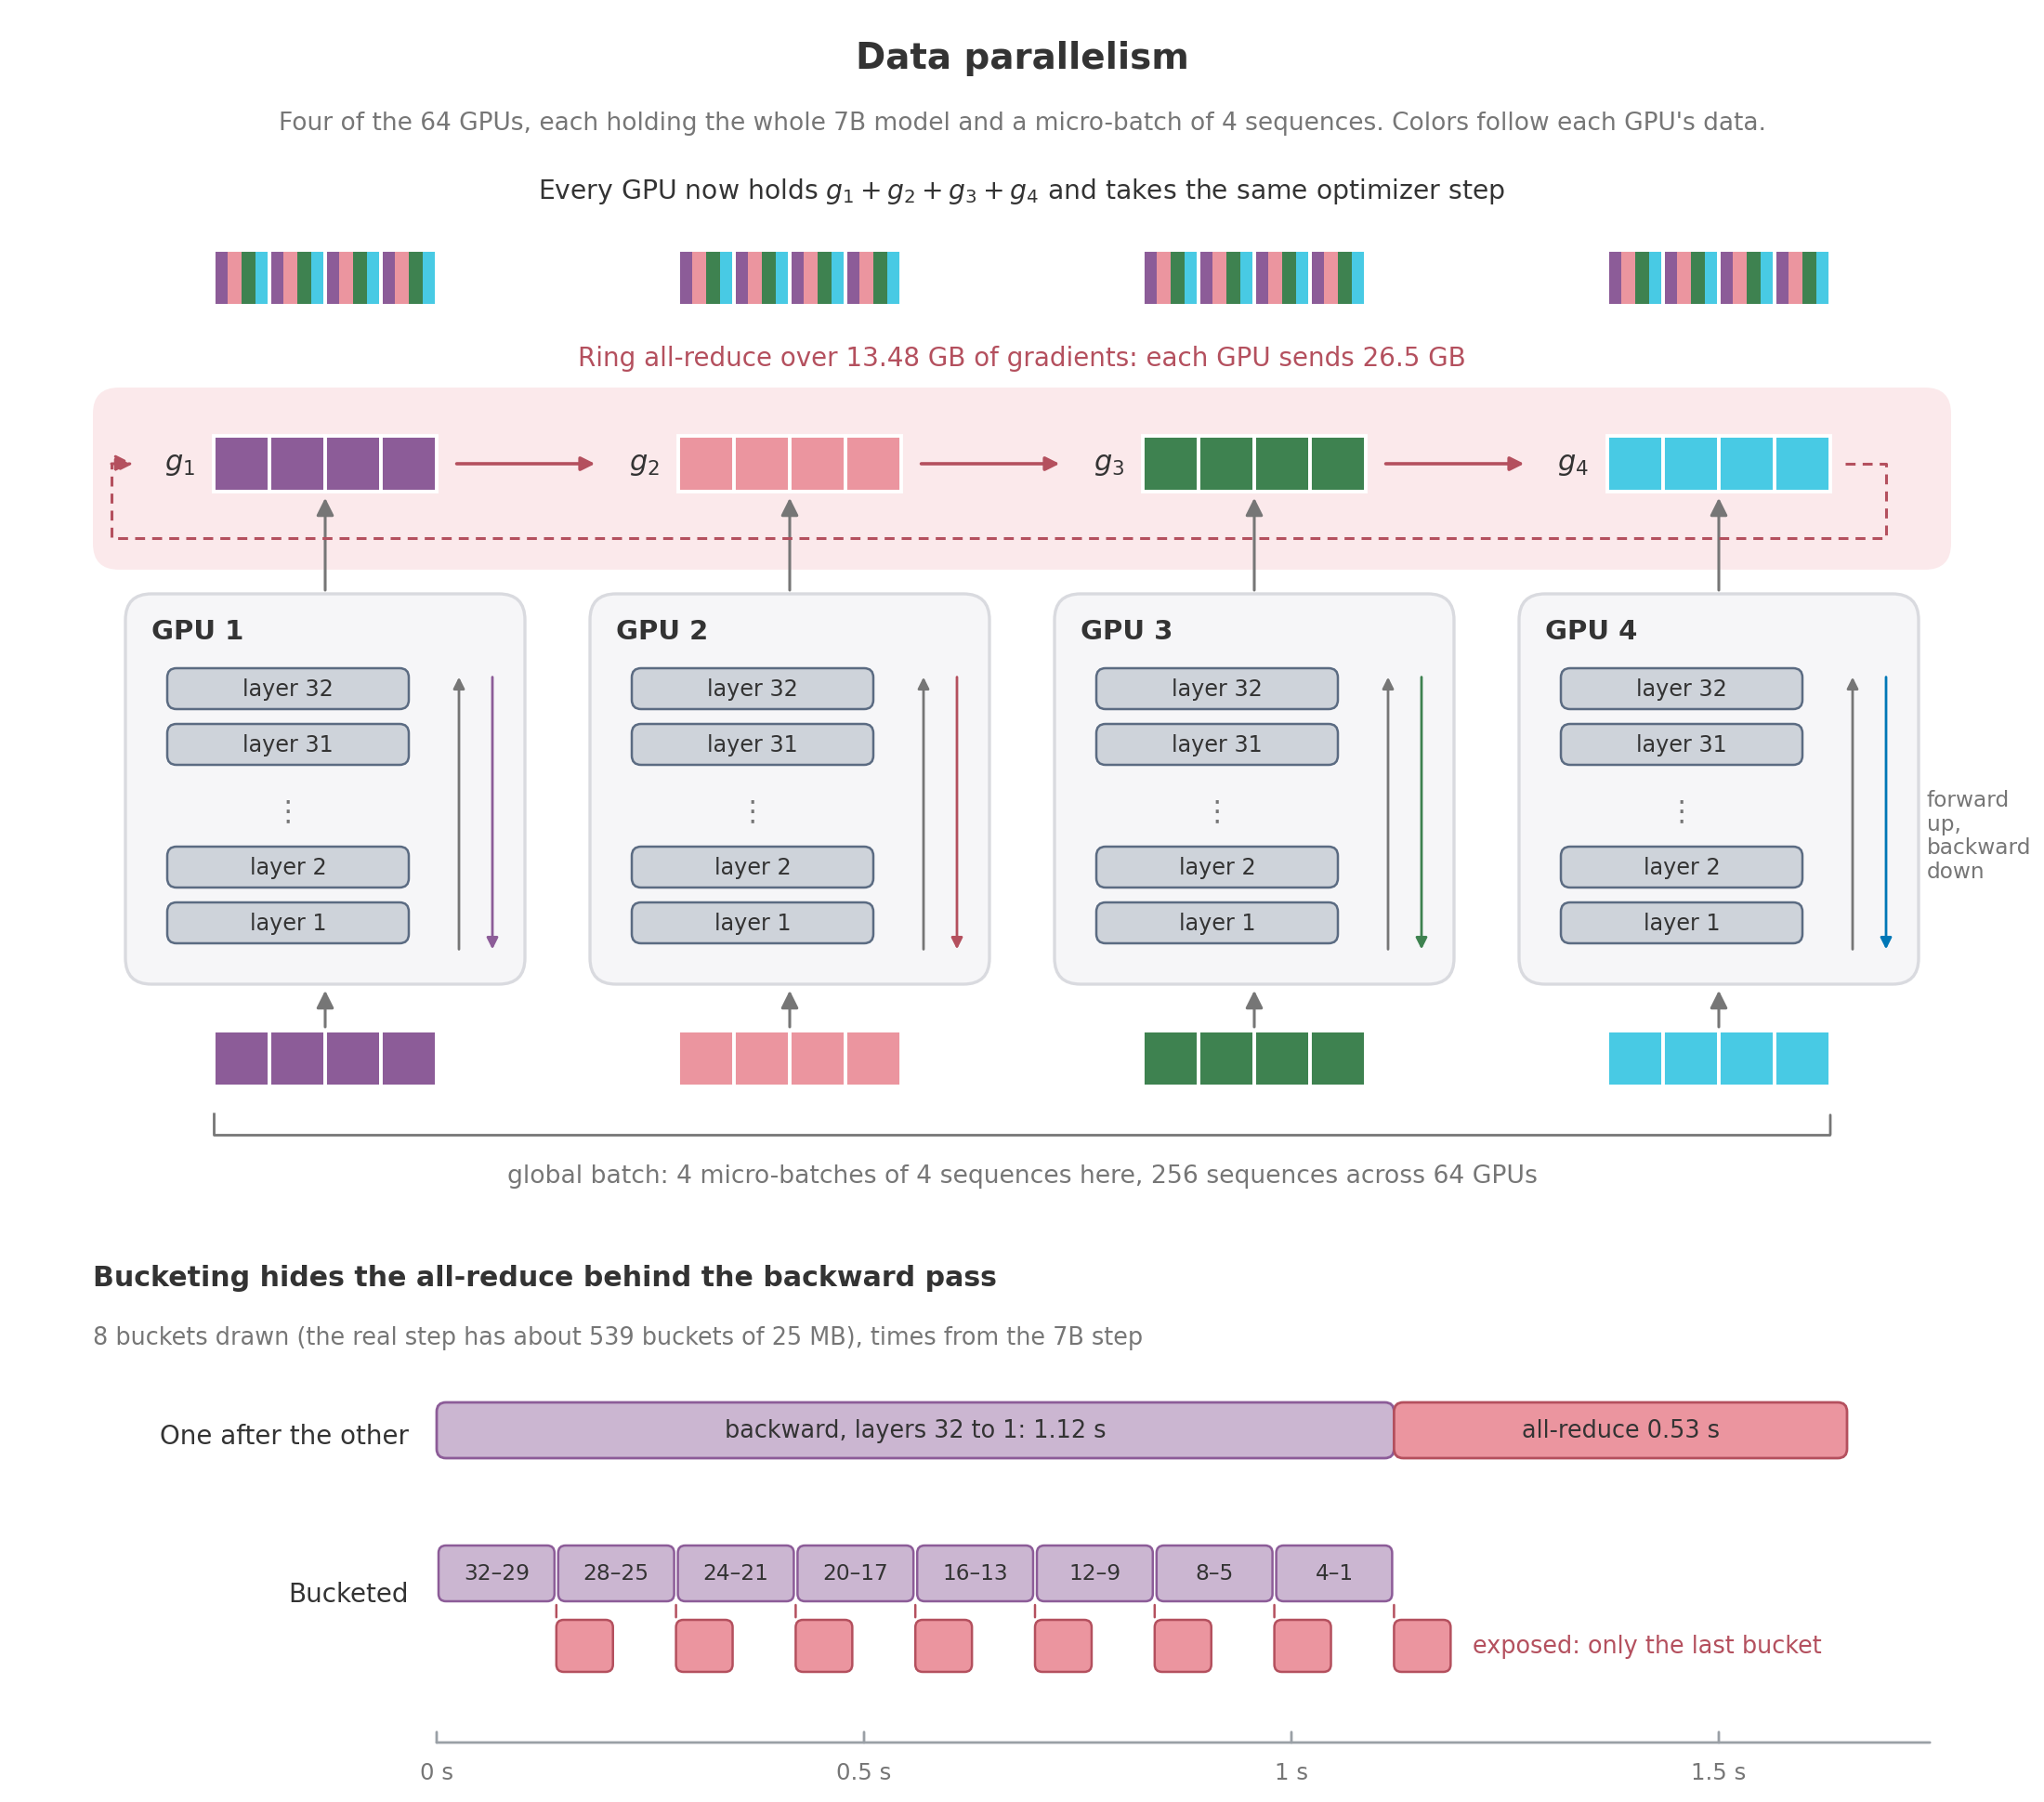 Data parallelism
Four of the 64 GPUs, each holding the whole 7B model and a micro-batch of 4 sequences. Colors follow each GPU's data.
Every GPU now holds g₁ + g₂ + g₃ + g₄ and takes the same optimizer step
Ring all-reduce over 13.48 GB of gradients: each GPU sends 26.5 GB
g₁
g₂
g₃
g₄
GPU 1
layer 32
layer 31
⋮
layer 2
layer 1
GPU 2
layer 32
layer 31
⋮
layer 2
layer 1
GPU 3
layer 32
layer 31
⋮
layer 2
layer 1
GPU 4
layer 32
layer 31
⋮
layer 2
layer 1
forward
up,
backward
down
global batch: 4 micro-batches of 4 sequences here, 256 sequences across 64 GPUs
Bucketing hides the all-reduce behind the backward pass
8 buckets drawn (the real step has about 539 buckets of 25 MB), times from the 7B step
One after the other
backward, layers 32 to 1: 1.12 s
all-reduce 0.53 s
Bucketed
32–29
28–25
24–21
20–17
16–13
12–9
8–5
4–1
exposed: only the last bucket
0 s
0.5 s
1 s
1.5 s